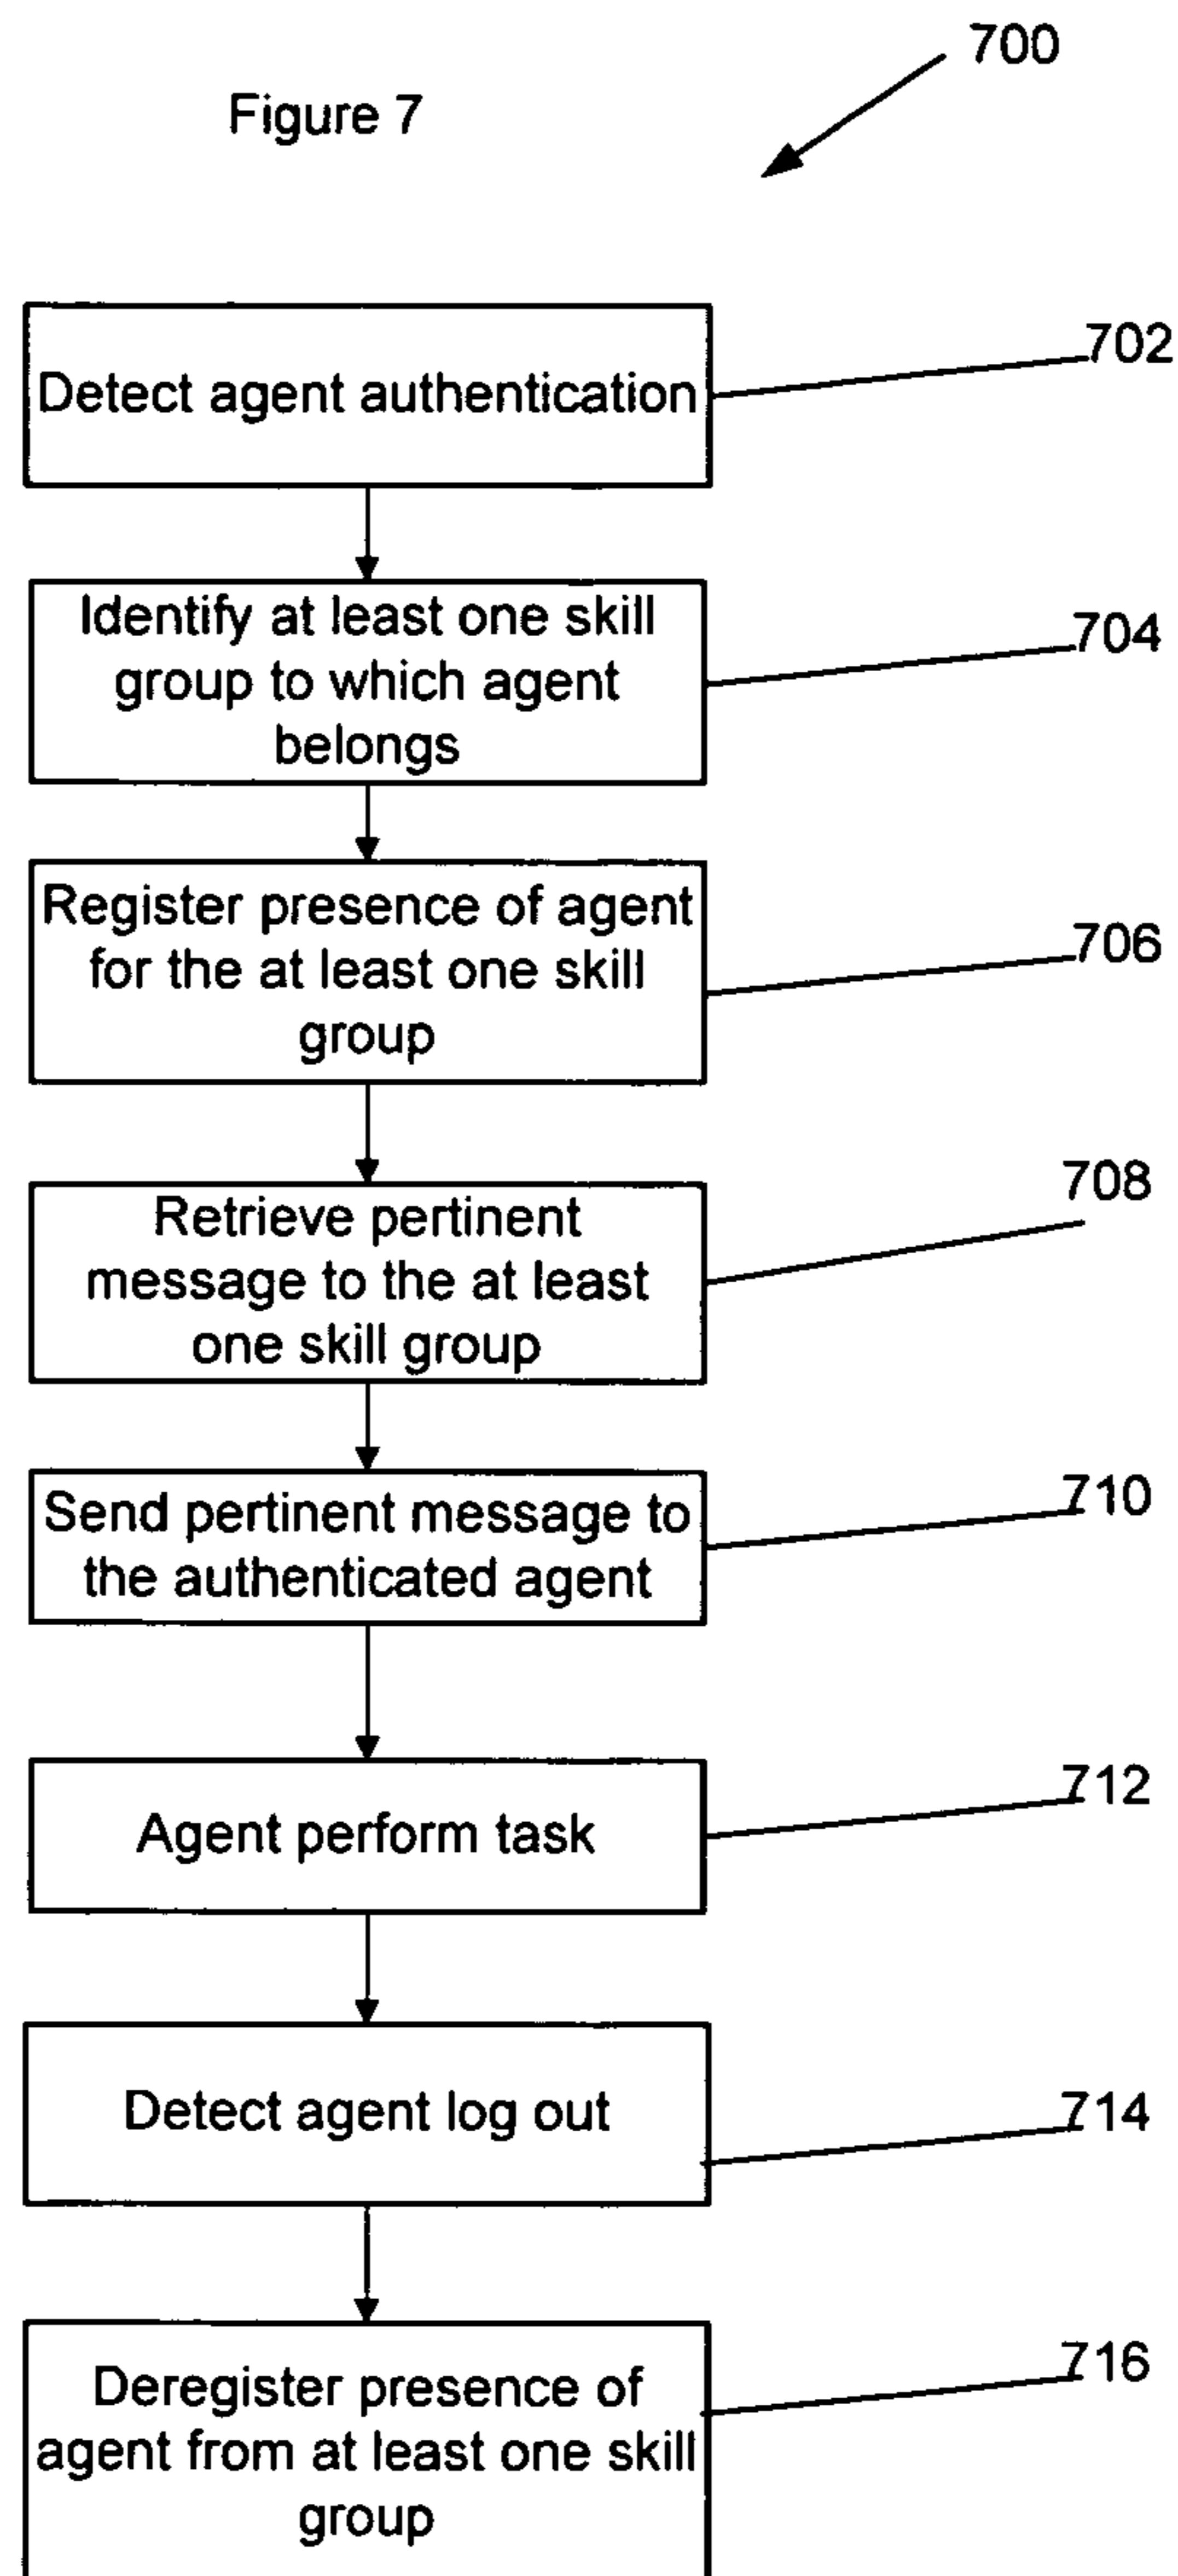 700
Figure 7
702
Detect agent authentication
Identify at least one skill
group to which agent
belongs
704
Register presence of agent
for the at least one skill
group
706
708
Retrieve pertinent
message to the at least
one skill group
710
Send pertinent message to
the authenticated agent
712
Agent perform task
714
Detect agent log out
716
Deregister presence of
agent from at least one skill
group